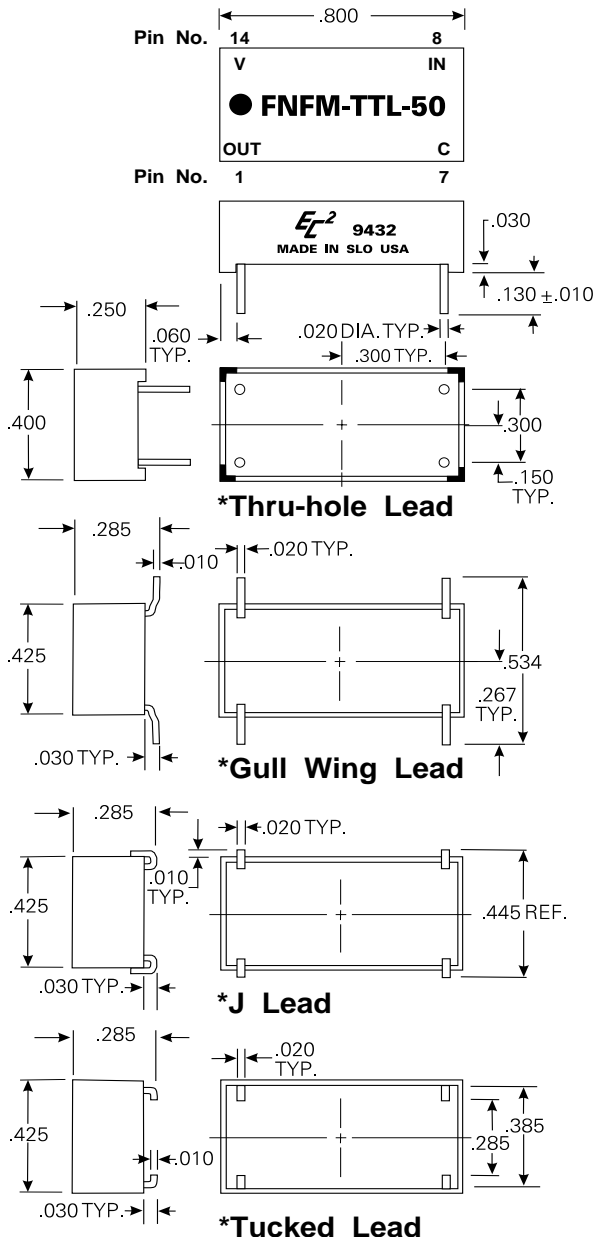 .800
Pin No. 14 8
V IN
FNFM-TTL-50
OUT C
Pin No. 1 7
EC² 9432
MADE IN SLO USA
.030
.130 ±.010
.250
.060 TYP.
.020 DIA. TYP.
.300 TYP.
.400
.300
.150 TYP.
*Thru-hole Lead
.285
.010
.020 TYP.
.425
.534
.267 TYP.
.030 TYP.
*Gull Wing Lead
.285
.020 TYP.
.010 TYP.
.425
.445 REF.
.030 TYP.
*J Lead
.285
.020 TYP.
.425
.385
.285
.010
.030 TYP.
*Tucked Lead